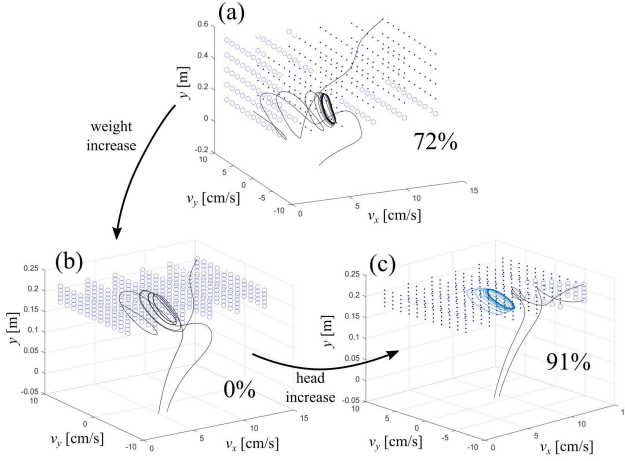 (a)
0.6
0.4
0.2
0
-0.2
y [m]
10
5
0
-5
-10
v_y [cm/s]
0
5
10
15
v_x [cm/s]
72%
weight
increase
(b)
0.25
0.2
0.15
0.1
0.05
0
-0.05
y [m]
10
0
-10
v_y [cm/s]
0
5
10
15
v_x [cm/s]
0%
head
increase
(c)
0.25
0.2
0.15
0.1
0.05
0
-0.05
y [m]
5
0
-5
-10
v_y [cm/s]
0
5
10
v_x [cm/s]
91%